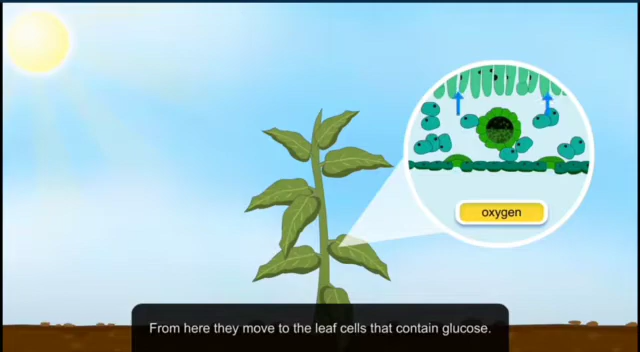 oxygen
From here they move to the leaf cells that contain glucose.